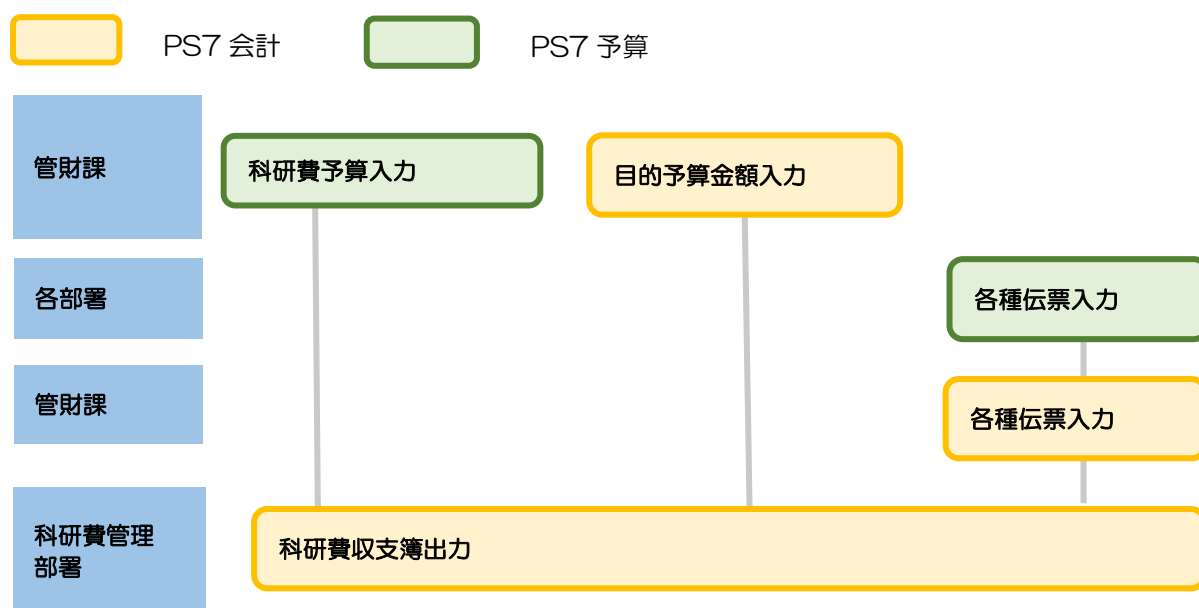 PS7 会計
PS7 予算
管財課
科研費予算入力
目的予算金額入力
各部署
各種伝票入力
管財課
各種伝票入力
科研費管理
部署
科研費収支簿出力